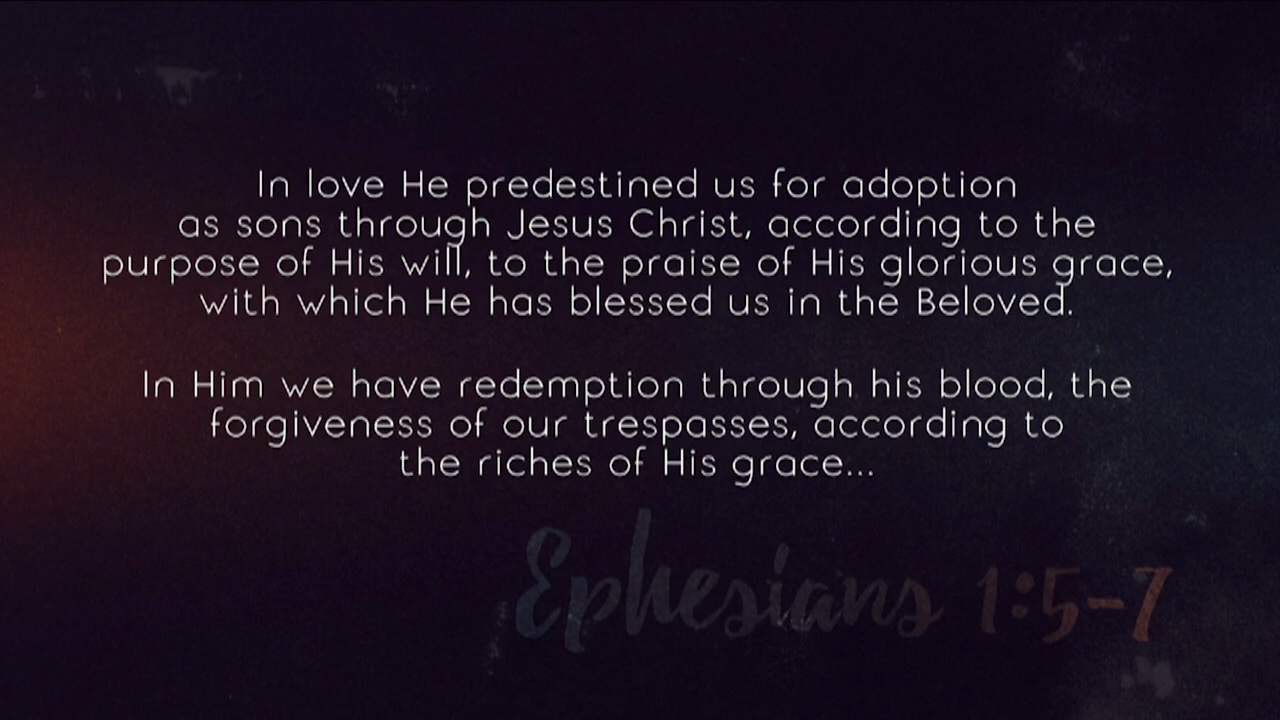 In love He predestined us for adoption
as sons through Jesus Christ, according to the
purpose of His will, to the praise of His glorious grace,
with which He has blessed us in the Beloved.
In Him we have redemption through his blood, the
forgiveness of our trespasses, according to
the riches of His grace...
Ephesians 1:5-7